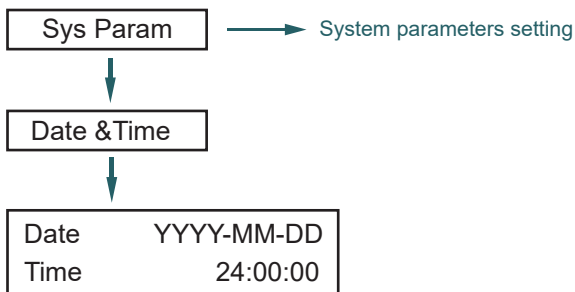 Sys Param System parameters setting
Date &Time
Date YYYY-MM-DD
Time 24:00:00